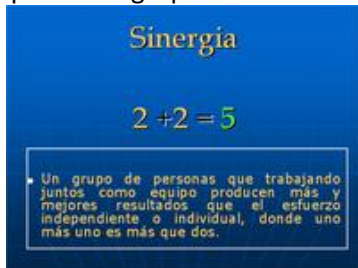 Sinergia
2 +2 = 5
Un grupo de personas que trabajando
juntos como equipo producen más y
mejores resultados que el esfuerzo
independiente o individual, donde uno
más uno es más que dos.